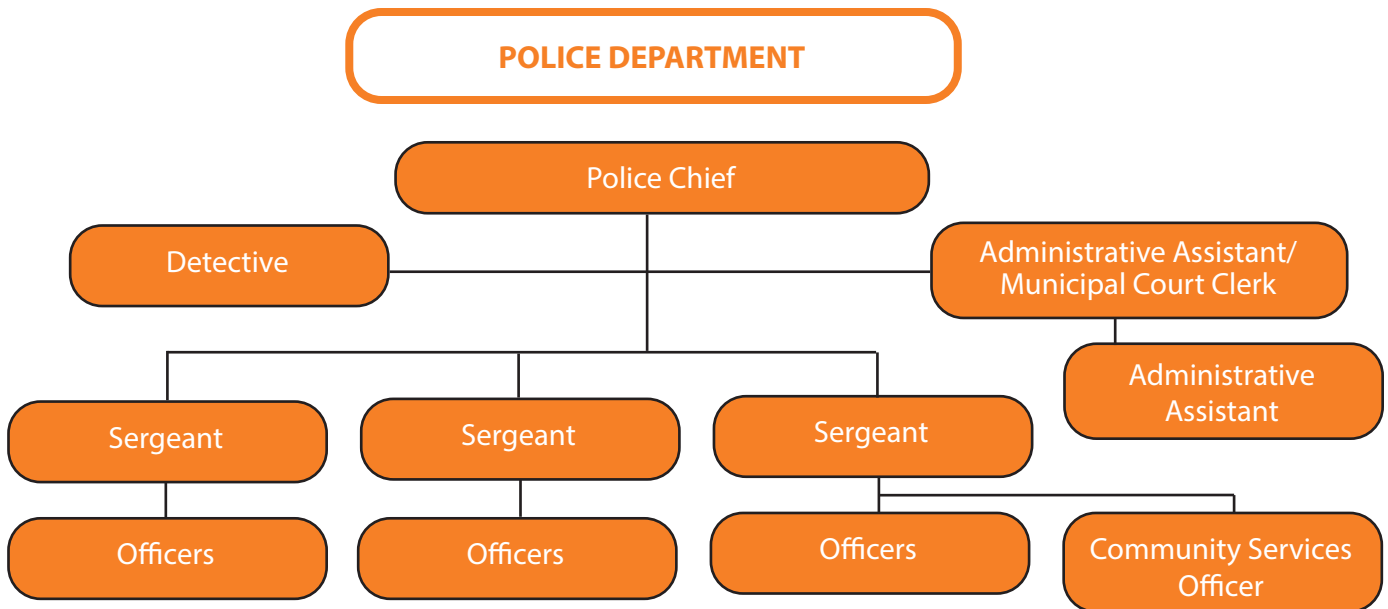 POLICE DEPARTMENT
Police Chief
Detective
Administrative Assistant/
Municipal Court Clerk
Administrative
Assistant
Sergeant
Sergeant
Sergeant
Officers
Officers
Officers
Community Services
Officer